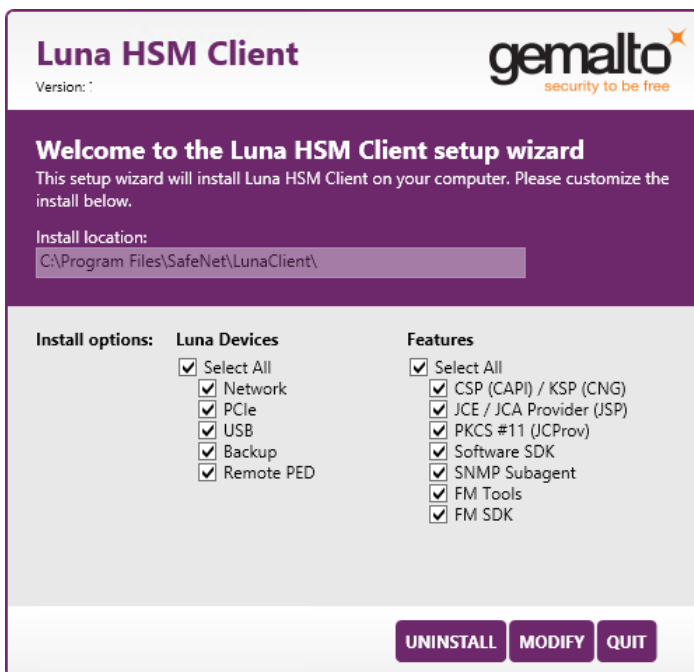 Luna HSM Client
gemalto
security to be free
Version:
Welcome to the Luna HSM Client setup wizard
This setup wizard will install Luna HSM Client on your computer. Please customize the
install below.
Install location:
C:\Program Files\SafeNet\LunaClient\
Install options:
Luna Devices
Select All
Network
PCIe
USB
Backup
Remote PED
Features
Select All
CSP (CAPI) / KSP (CNG)
JCE / JCA Provider (JSP)
PKCS #11 (JCProv)
Software SDK
SNMP Subagent
FM Tools
FM SDK
UNINSTALL MODIFY QUIT